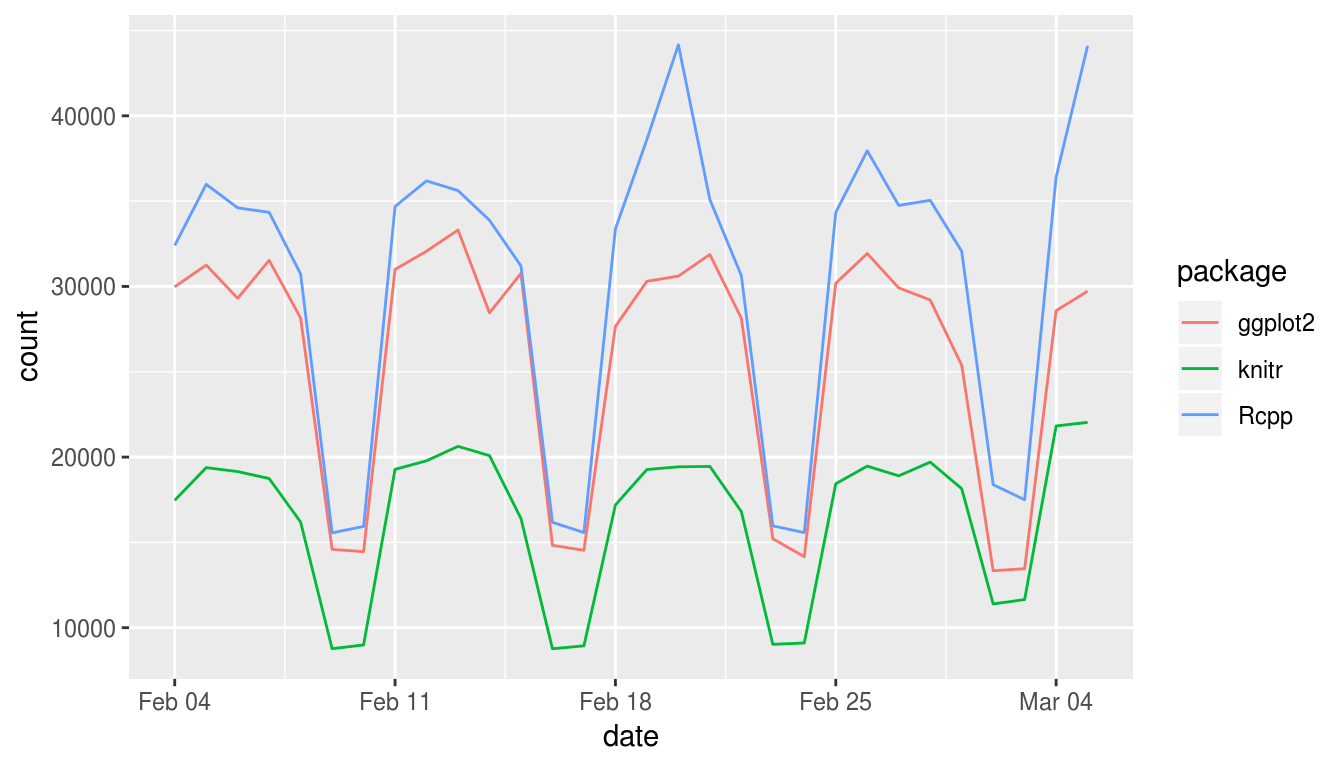 40000
30000
20000
10000
count
Feb 04
Feb 11
Feb 18
Feb 25
Mar 04
date
package
ggplot2
knitr
Rcpp